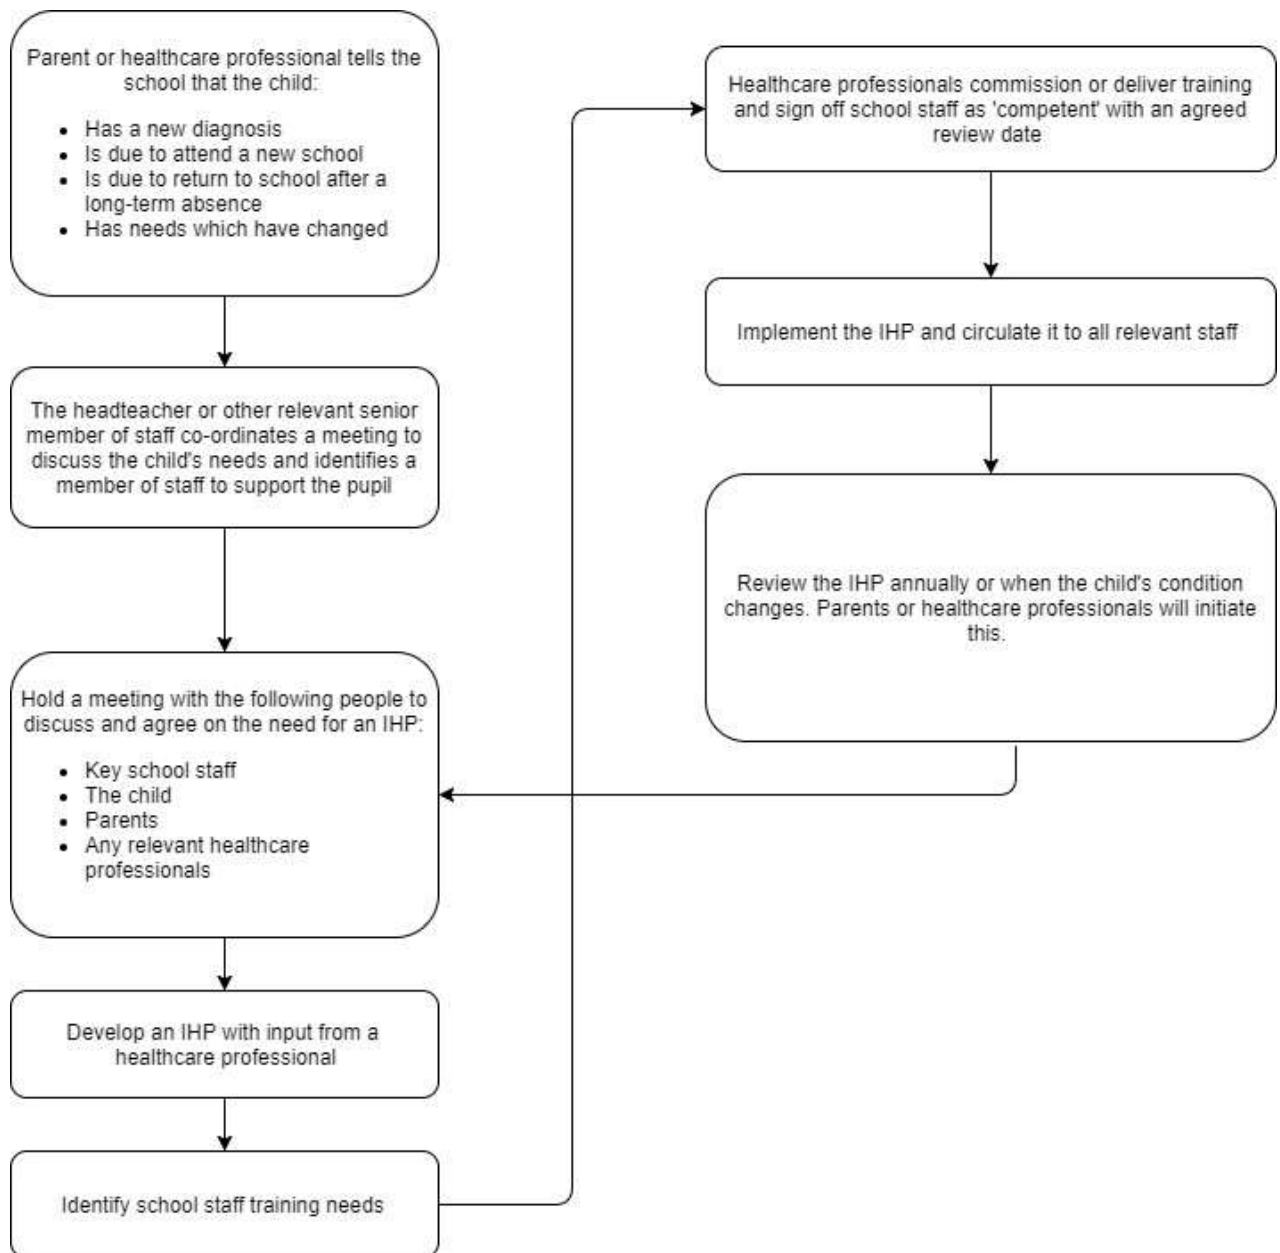 Parent or healthcare professional tells the
school that the child:
• Has a new diagnosis
• Is due to attend a new school
• Is due to return to school after a
long-term absence
• Has needs which have changed
The headteacher or other relevant senior
member of staff co-ordinates a meeting to
discuss the child's needs and identifies a
member of staff to support the pupil
Hold a meeting with the following people to
discuss and agree on the need for an IHP:
• Key school staff
• The child
• Parents
• Any relevant healthcare
professionals
Develop an IHP with input from a
healthcare professional
Identify school staff training needs
Healthcare professionals commission or deliver training
and sign off school staff as 'competent' with an agreed
review date
Implement the IHP and circulate it to all relevant staff
Review the IHP annually or when the child's condition
changes. Parents or healthcare professionals will initiate
this.